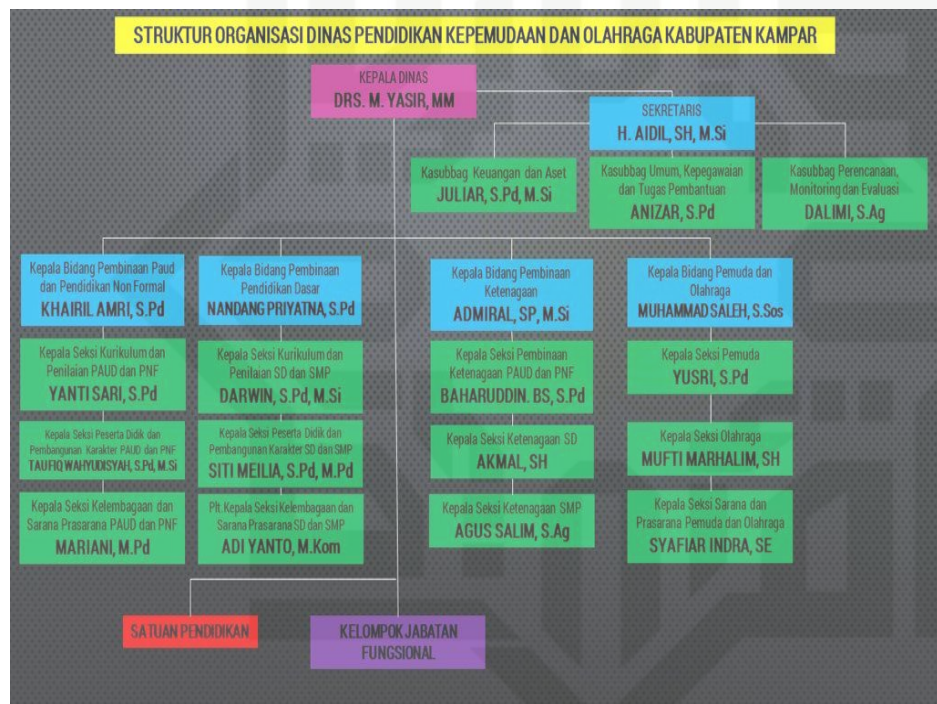 STRUKTUR ORGANISASI DINAS PENDIDIKAN KEPEMUDAAN DAN OLAHRAGA KABUPATEN KAMPAR
KEPALA DINAS
DRS. M. YASIR, MM
SEKRETARIS
H. AIDIL, SH, M.Si
Kasubbag Keuangan dan Aset
JULIAR, S.Pd, M.Si
Kasubbag Umum, Kepegawaian
dan Tugas Pembantuan
ANIZAR, S.Pd
Kasubbag Perencanaan,
Monitoring dan Evaluasi
DALIMI, S.Ag
Kepala Bidang Pembinaan Paud
dan Pendidikan Non Formal
KHAIRIL AMRI, S.Pd
Kepala Bidang Pembinaan
Pendidikan Dasar
NANDANG PRIYATNA, S.Pd
Kepala Bidang Pembinaan
Ketenagaan
ADMIRAL, SP, M.Si
Kepala Bidang Pemuda dan
Olahraga
MUHAMMAD SALEH, S.Sos
Kepala Seksi Kurikulum dan
Penilaian PAUD dan PNF
YANTI SARI, S.Pd
Kepala Seksi Kurikulum dan
Penilaian SD dan SMP
DARWIN, S.Pd, M.Si
Kepala Seksi Pembinaan
Ketenagaan PAUD dan PNF
BAHARUDDIN. BS, S.Pd
Kepala Seksi Pemuda
YUSRI, S.Pd
Kepala Seksi Peserta Didik dan
Pembangunan Karakter PAUD dan PNF
TAUFIQ WAHYUDISYAH, S.Pd, M.Si
Kepala Seksi Peserta Didik dan
Pembangunan Karakter SD dan SMP
SITI MEILIA, S.Pd, M.Pd
Kepala Seksi Ketenagaan SD
AKMAL, SH
Kepala Seksi Olahraga
MUFTI MARHALIM, SH
Kepala Seksi Kelembagaan dan
Sarana Prasarana PAUD dan PNF
MARIANI, M.Pd
Plt. Kepala Seksi Kelembagaan dan
Sarana Prasarana SD dan SMP
ADI YANTO, M.Kom
Kepala Seksi Ketenagaan SMP
AGUS SALIM, S.Ag
Kepala Seksi Sarana dan
Prasarana Pemuda dan Olahraga
SYAFIAR INDRA, SE
SATUAN PENDIDIKAN
KELOMPOK JABATAN
FUNGSIONAL